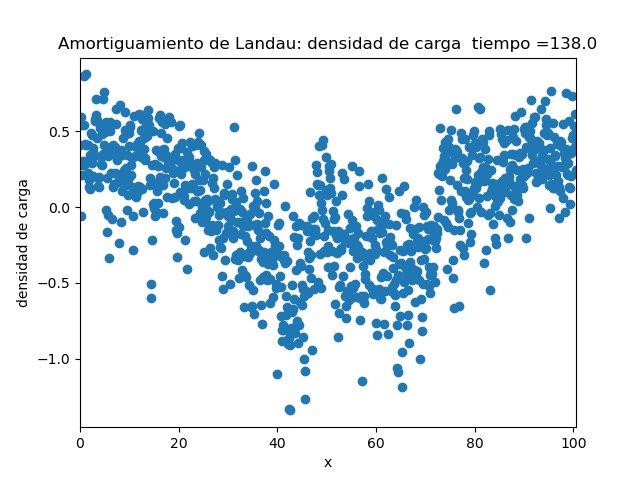 Amortiguamiento de Landau: densidad de carga  tiempo =138.0
0.5
0.0
−0.5
−1.0
densidad de carga
0 20 40 60 80 100
x